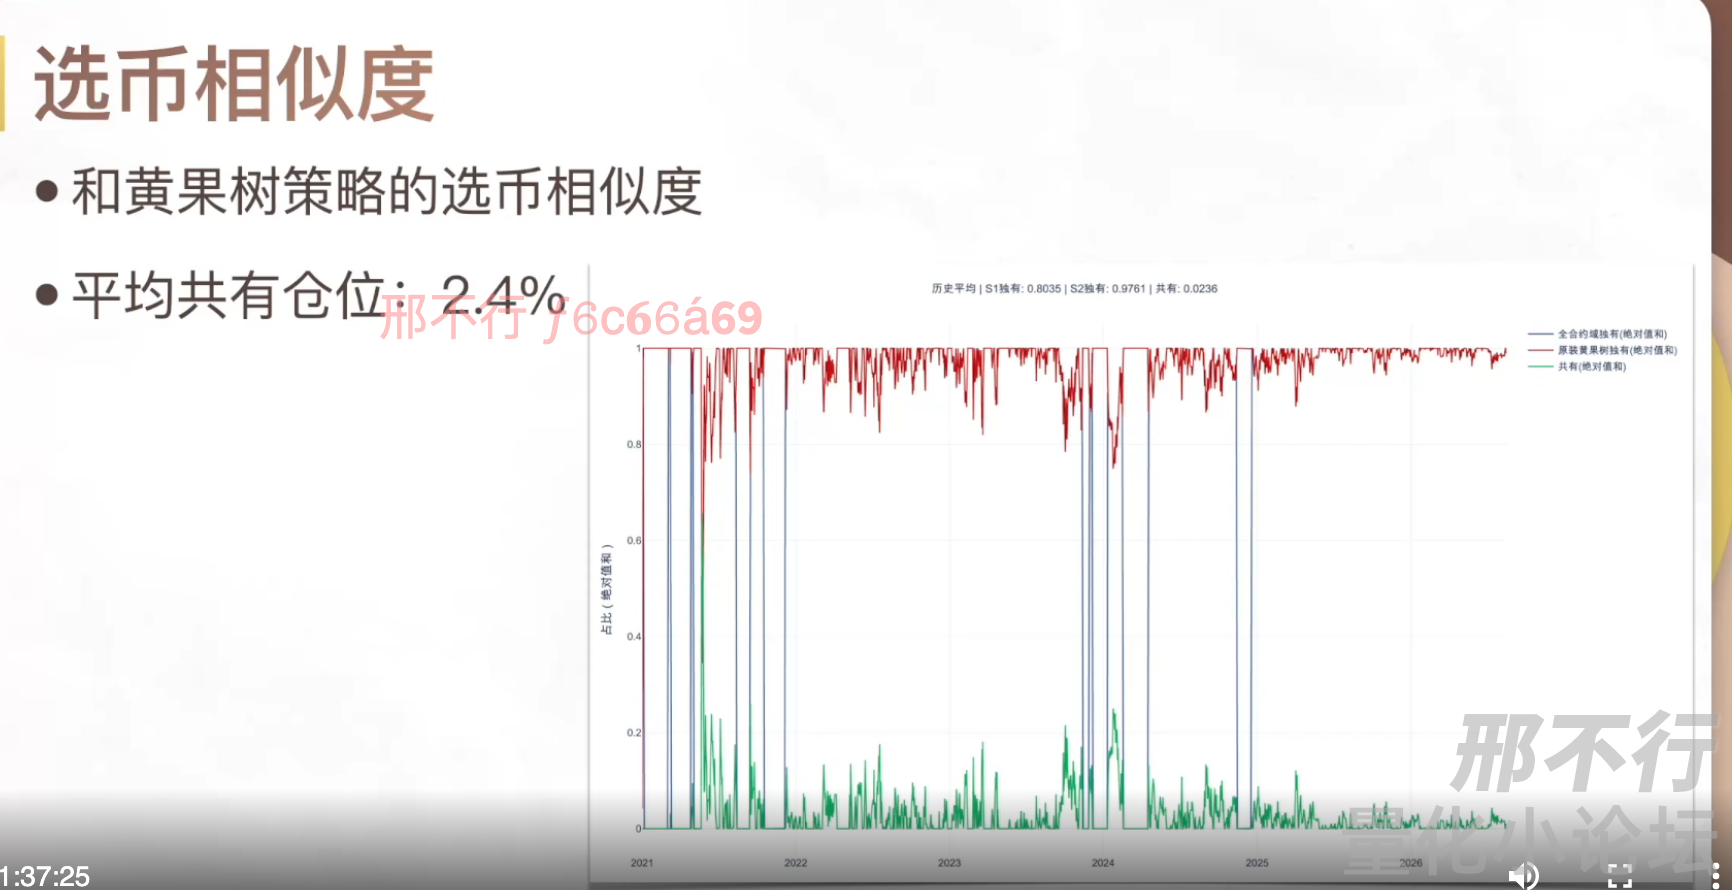 选币相似度
和黄果树策略的选币相似度
平均共有仓位：2.4%
邢不行 f6c66á69
历史平均 | S1独有: 0.8035 | S2独有: 0.9761 | 共有: 0.0236
全合约域独有(绝对值和)
原装黄果树独有(绝对值和)
共有(绝对值和)
占比 ( 绝对值和 )
1
0.8
0.6
0.4
0.2
0
2021
2022
2023
2024
2025
2026
邢不行
量化小论坛
1:37:25